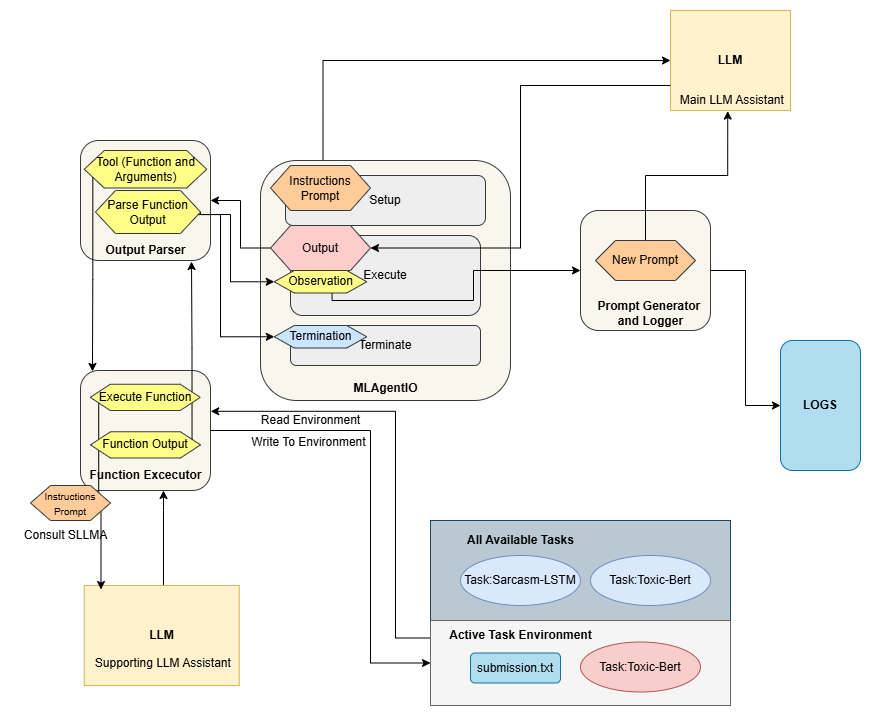 LLM
Main LLM Assistant
Tool (Function and
Arguments)
Parse Function
Output
Output Parser
Instructions
Prompt
Setup
Output
Observation
Execute
Termination
Terminate
MLAgentIO
New Prompt
Prompt Generator
and Logger
LOGS
Execute Function
Function Output
Function Excecutor
Instructions
Prompt
Consult SLLMA
Read Environment
Write To Environment
LLM
Supporting LLM Assistant
All Available Tasks
Task:Sarcasm-LSTM
Task:Toxic-Bert
Active Task Environment
submission.txt
Task:Toxic-Bert